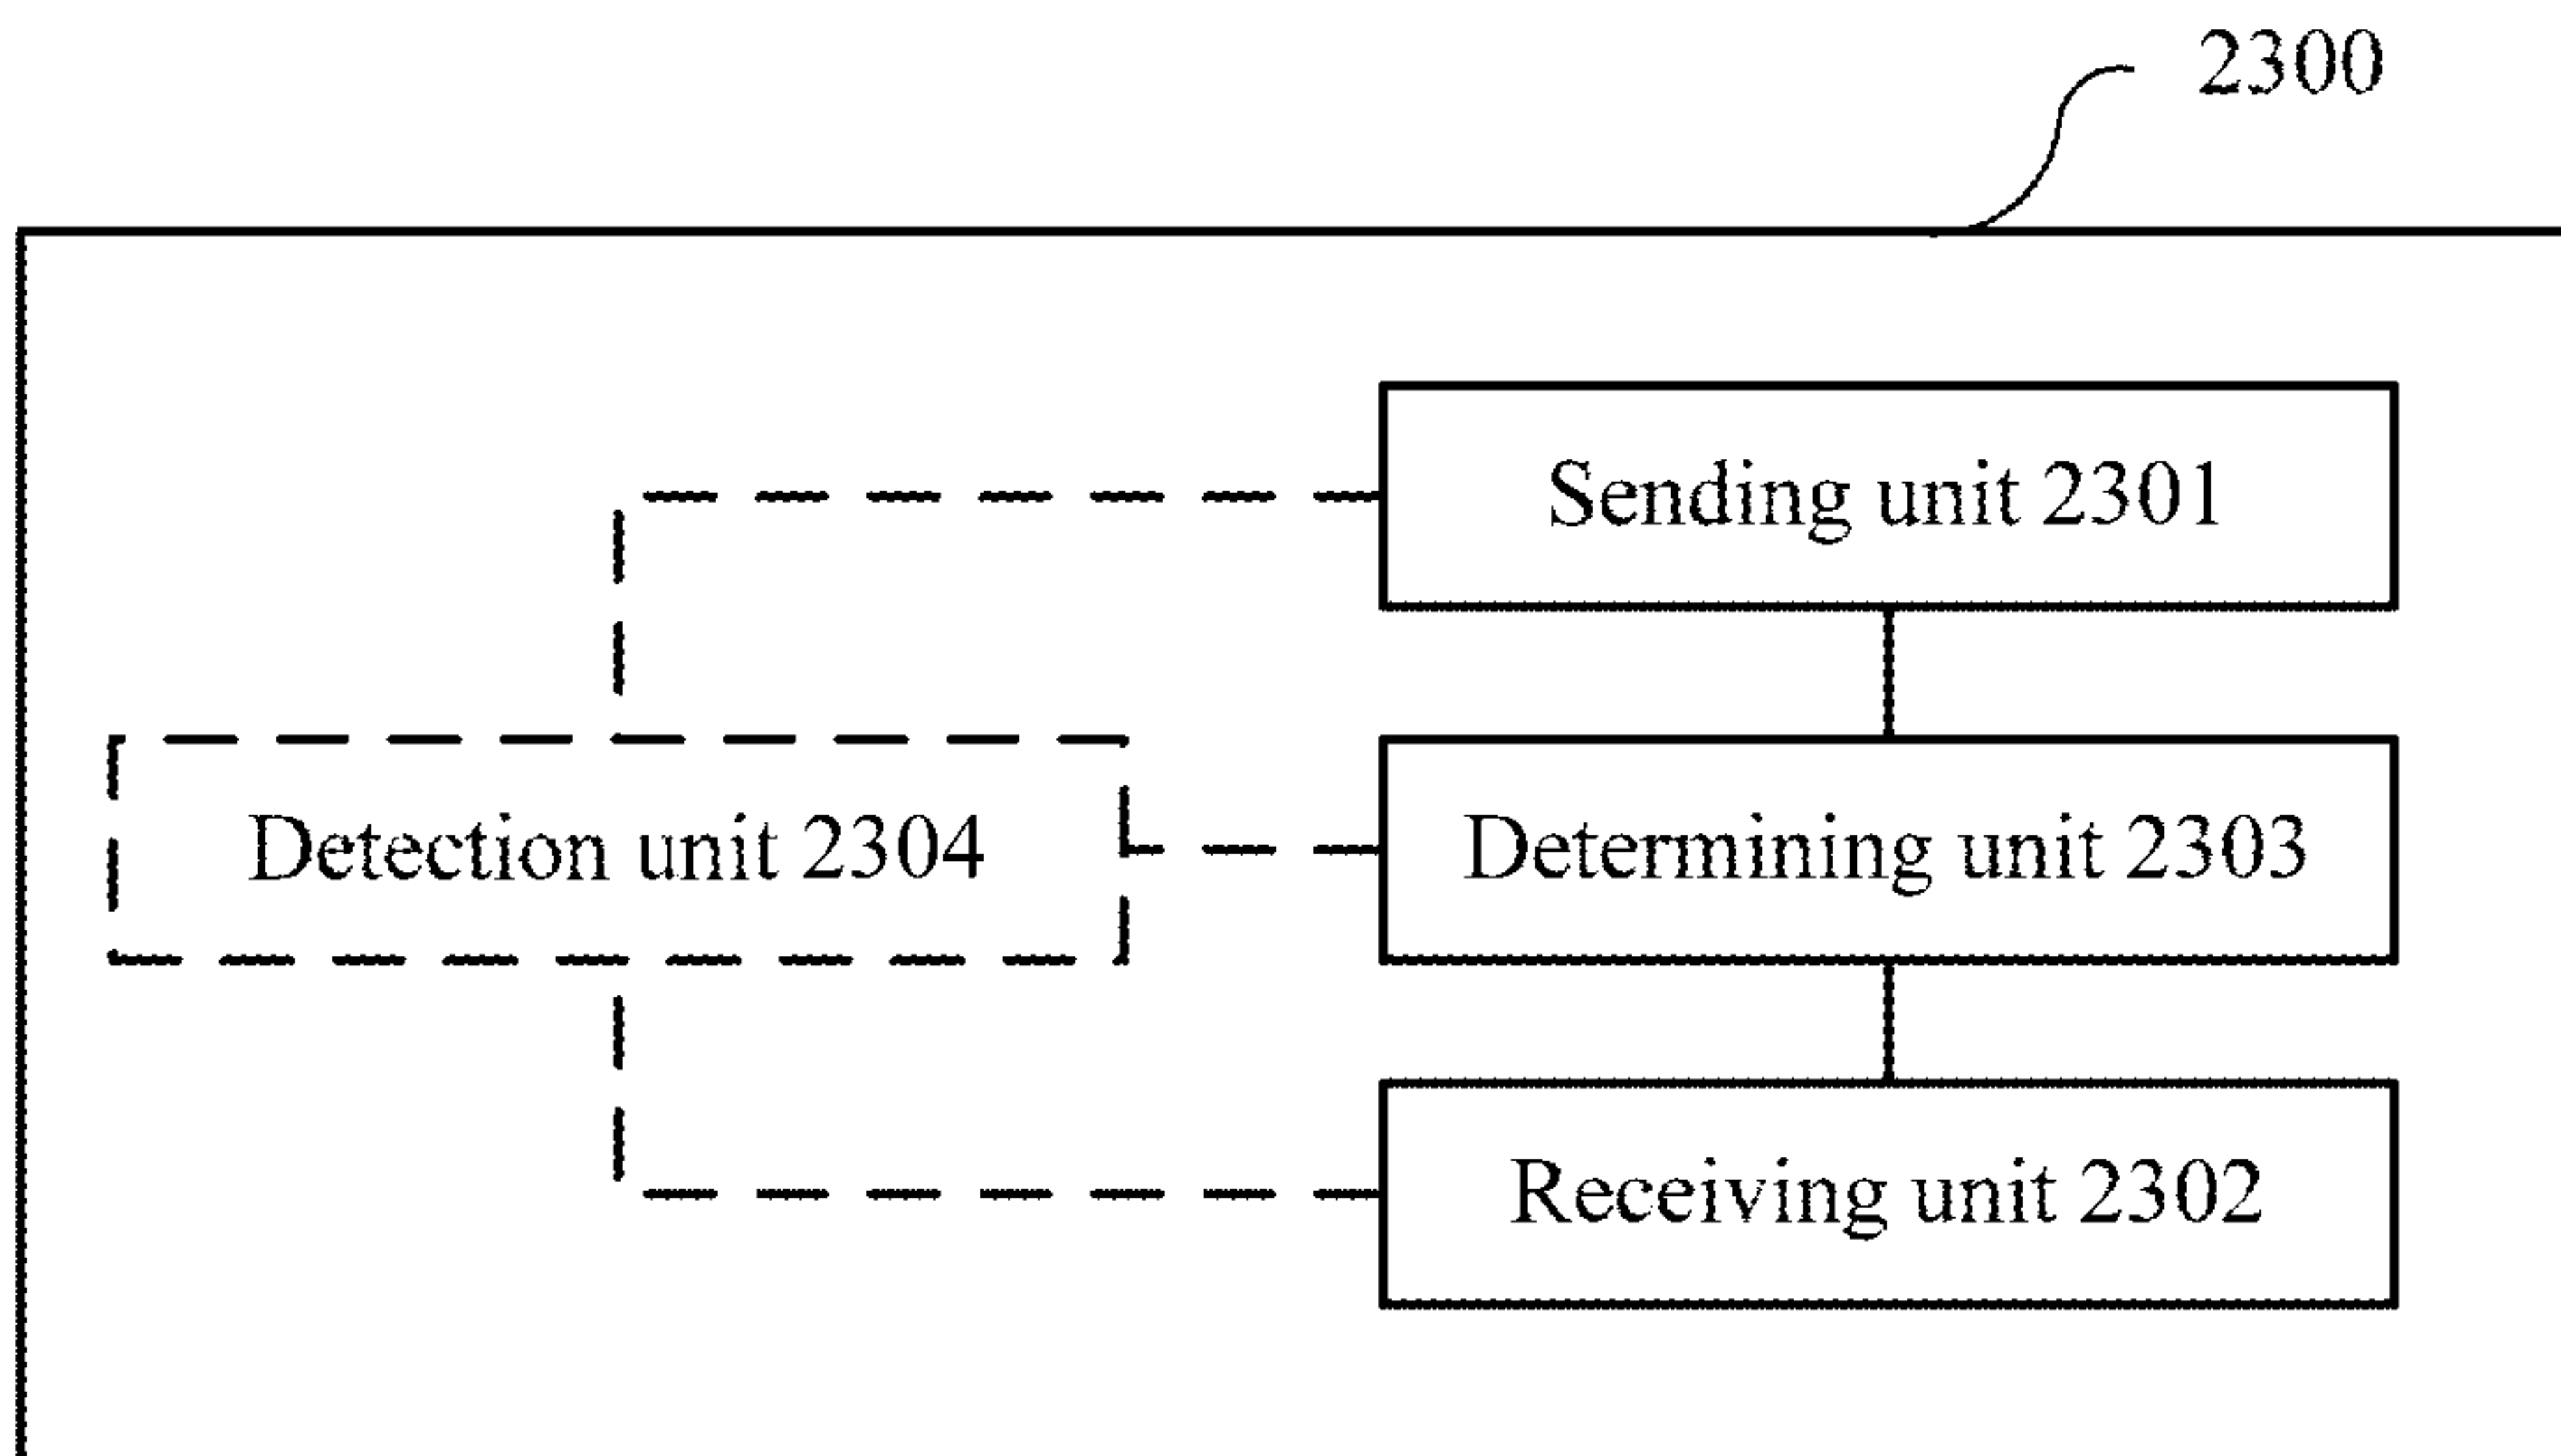 2300
Sending unit 2301
Detection unit 2304
Determining unit 2303
Receiving unit 2302